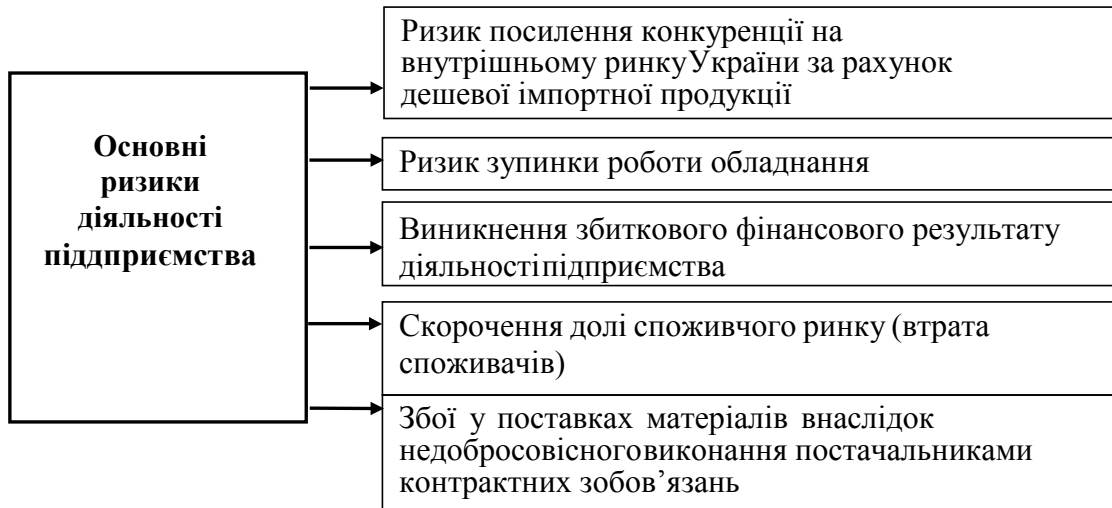 Основні
ризики
діяльності
піддприємства
Ризик посилення конкуренції на
внутрішньому ринкуУкраїни за рахунок
дешевої імпортної продукції
Ризик зупинки роботи обладнання
Виникнення збиткового фінансового результату
діяльностіпідприємства
Скорочення долі споживчого ринку (втрата
споживачів)
Збої у поставках матеріалів внаслідок
недобросовісноговиконання постачальниками
контрактних зобов’язань